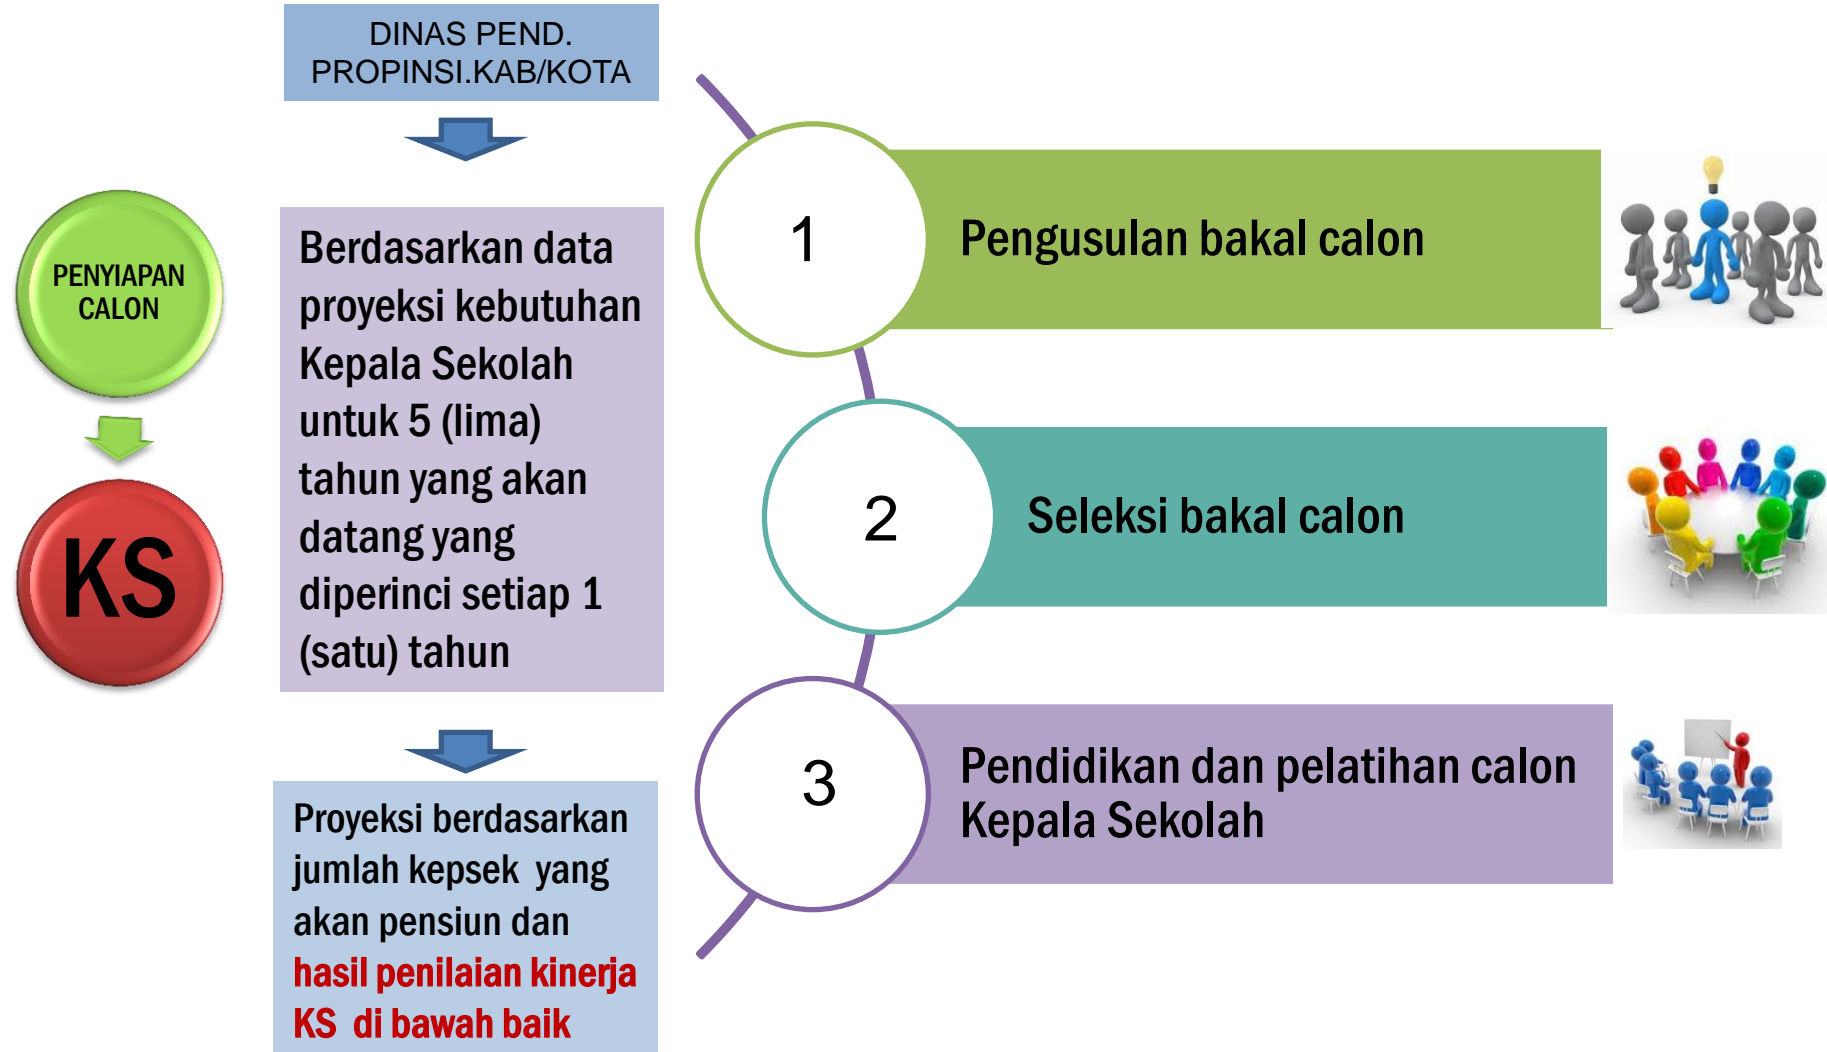 DINAS PEND.
PROPINSI.KAB/KOTA
PENYIAPAN
CALON
KS
Berdasarkan data
proyeksi kebutuhan
Kepala Sekolah
untuk 5 (lima)
tahun yang akan
datang yang
diperinci setiap 1
(satu) tahun
Proyeksi berdasarkan
jumlah kepsek yang
akan pensiun dan
hasil penilaian kinerja
KS di bawah baik
1
Pengusulan bakal calon
2
Seleksi bakal calon
3
Pendidikan dan pelatihan calon
Kepala Sekolah